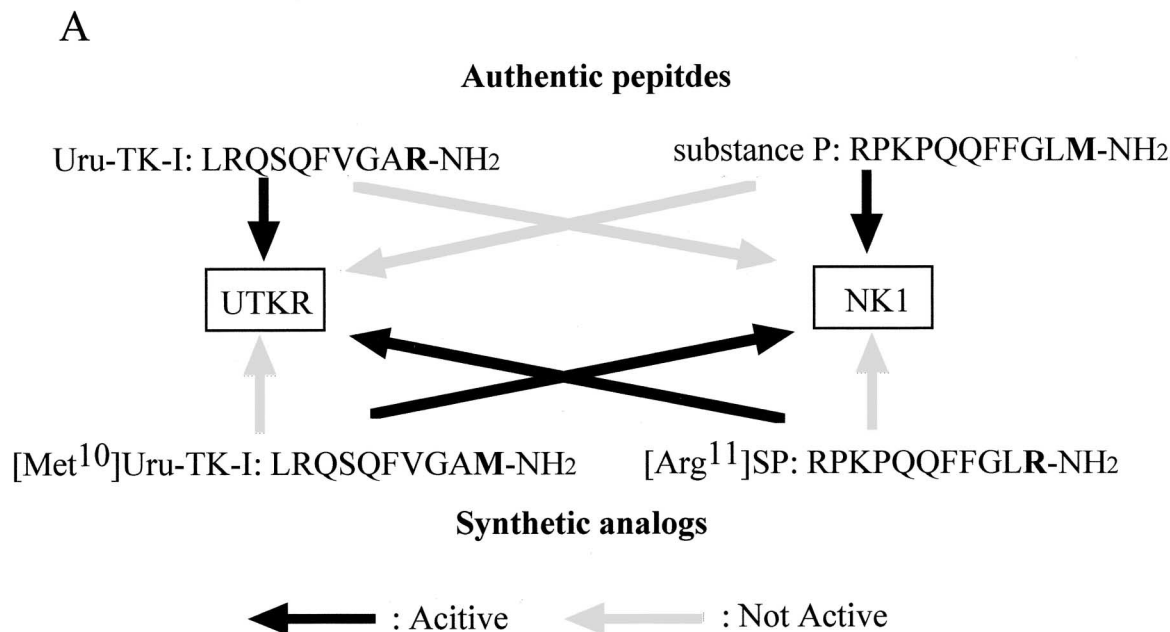 A
Authentic pepitdes
Uru-TK-I: LRQSQFVGAR-NH2
substance P: RPKPQQFFGLM-NH2
UTKR
NK1
[Met10]Uru-TK-I: LRQSQFVGAM-NH2
[Arg11]SP: RPKPQQFFGLR-NH2
Synthetic analogs
: Acitive
: Not Active